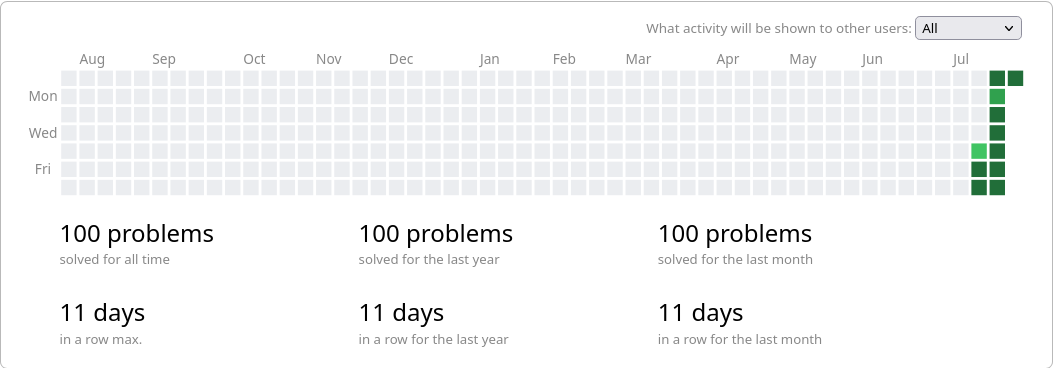 What activity will be shown to other users: All
Aug Sep Oct Nov Dec Jan Feb Mar Apr May Jun Jul
Mon
Wed
Fri
100 problems 100 problems 100 problems
solved for all time solved for the last year solved for the last month
11 days 11 days 11 days
in a row max. in a row for the last year in a row for the last month